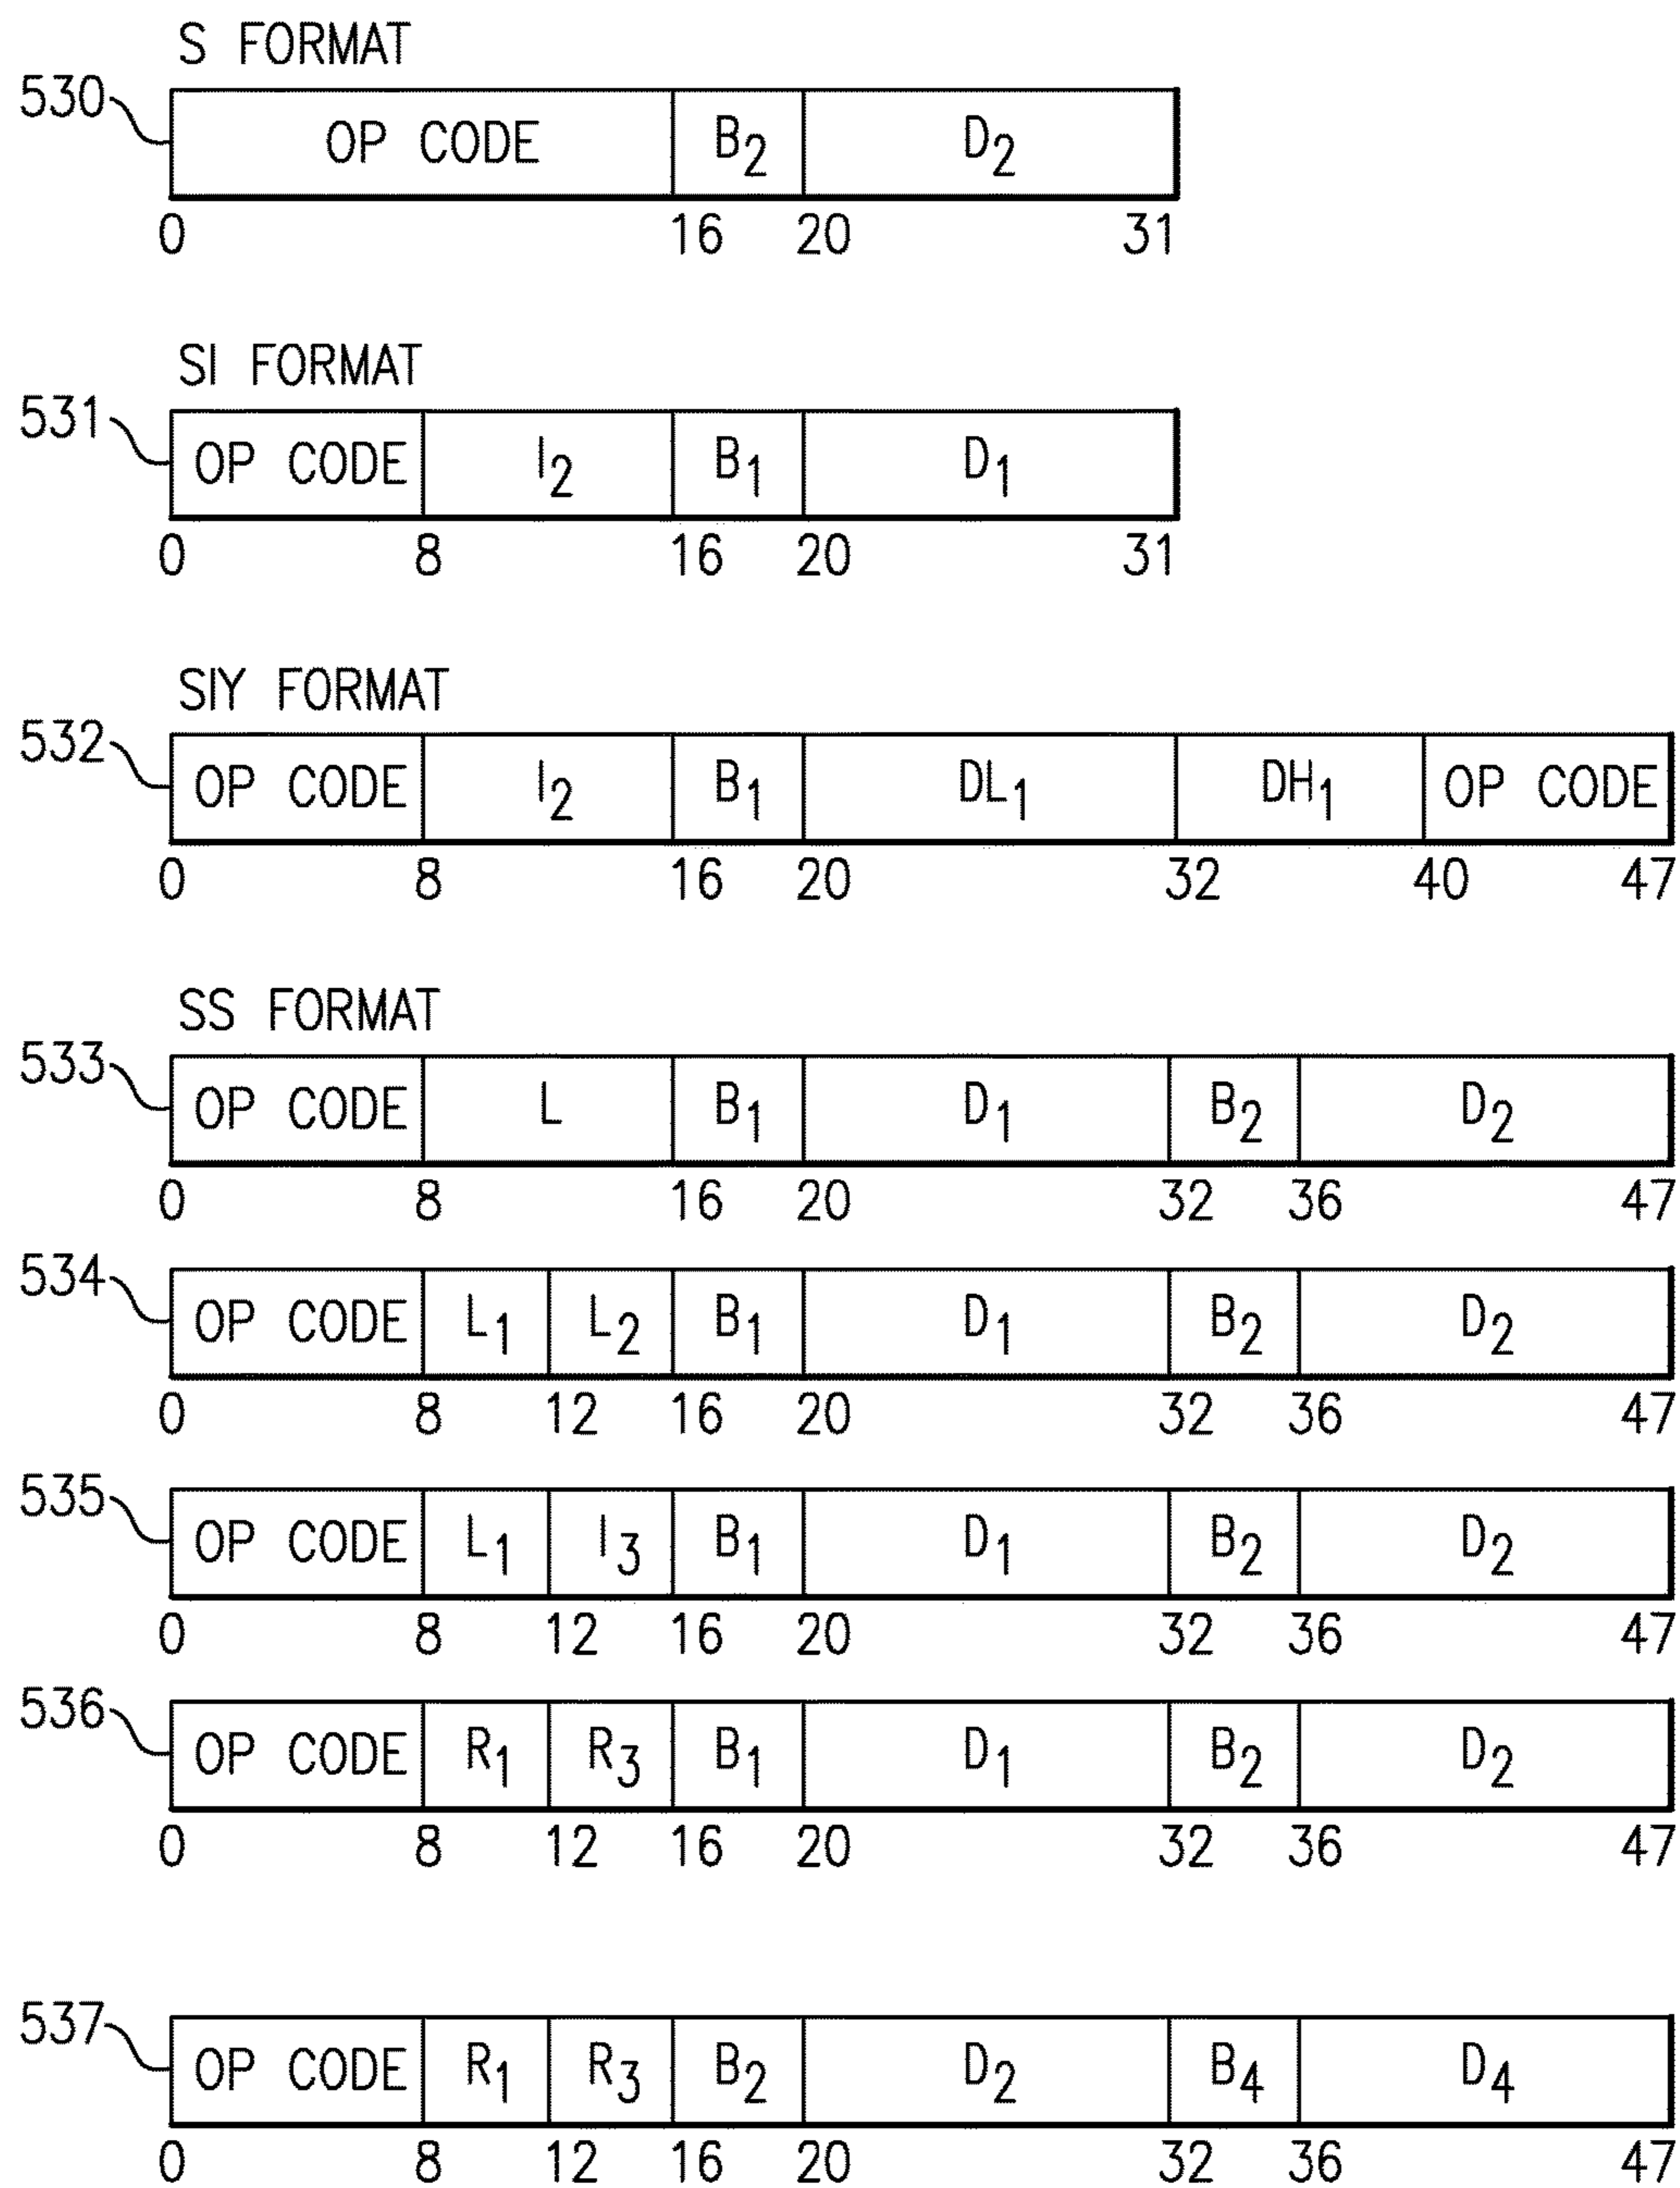 S FORMAT
530
OP CODE B2 D2
0 16 20 31
SI FORMAT
531
OP CODE I2 B1 D1
0 8 16 20 31
SIY FORMAT
532
OP CODE I2 B1 DL1 DH1 OP CODE
0 8 16 20 32 40 47
SS FORMAT
533
OP CODE L B1 D1 B2 D2
0 8 16 20 32 36 47
534
OP CODE L1 L2 B1 D1 B2 D2
0 8 12 16 20 32 36 47
535
OP CODE L1 I3 B1 D1 B2 D2
0 8 12 16 20 32 36 47
536
OP CODE R1 R3 B1 D1 B2 D2
0 8 12 16 20 32 36 47
537
OP CODE R1 R3 B2 D2 B4 D4
0 8 12 16 20 32 36 47